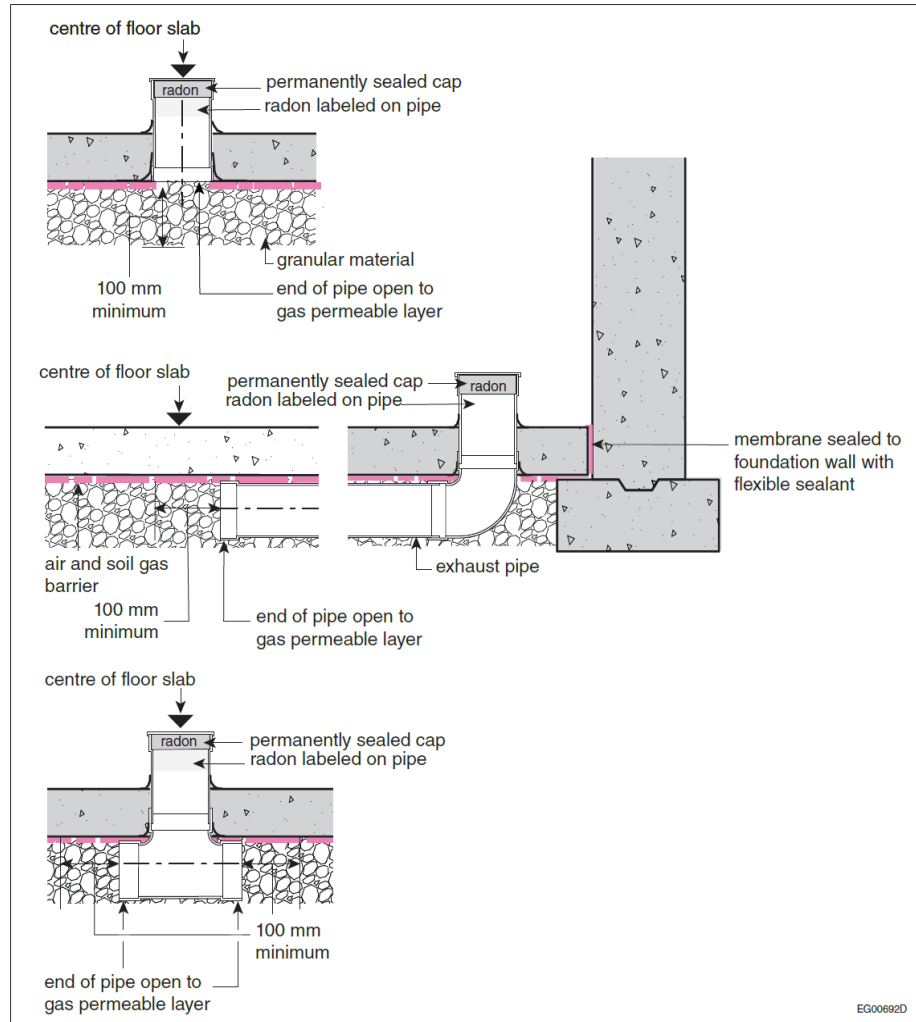 centre of floor slab
radon
permanently sealed cap
radon labeled on pipe
granular material
100 mm
minimum
end of pipe open to
gas permeable layer
centre of floor slab
permanently sealed cap
radon labeled on pipe
radon
membrane sealed to
foundation wall with
flexible sealant
air and soil gas
barrier
exhaust pipe
100 mm
minimum
end of pipe open to
gas permeable layer
centre of floor slab
radon
permanently sealed cap
radon labeled on pipe
100 mm
minimum
end of pipe open to
gas permeable layer
EG00692D